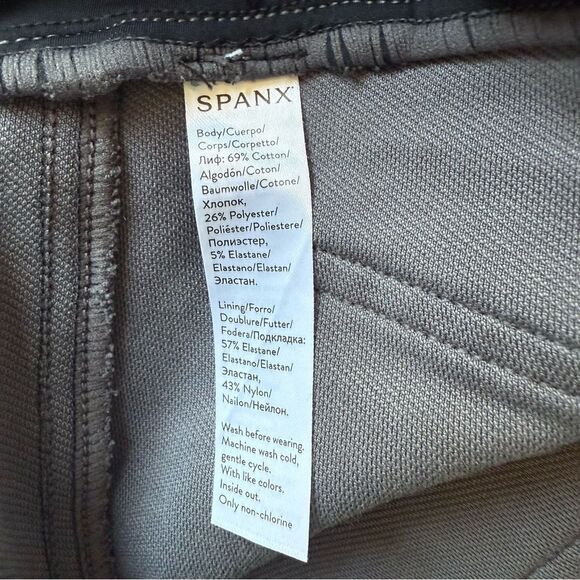 SPANX
Body/Cuerpo/
Corps/Corpetto/
Лиф: 69% Cotton/
Algodón/Coton/
Baumwolle/Cotone/
Хлопок,
26% Polyester/
Poliéster/Poliestere/
Полиэстер,
5% Elastane/
Elastano/Elastan/
Эластан.
Lining/Forro/
Doublure/Futter/
Fodera/Подкладка:
57% Elastane/
Elastano/Elastan/
Эластан,
43% Nylon/
Nailon/Нейлон.
Wash before wearing.
Machine wash cold,
gentle cycle.
With like colors.
Inside out.
Only non-chlorine